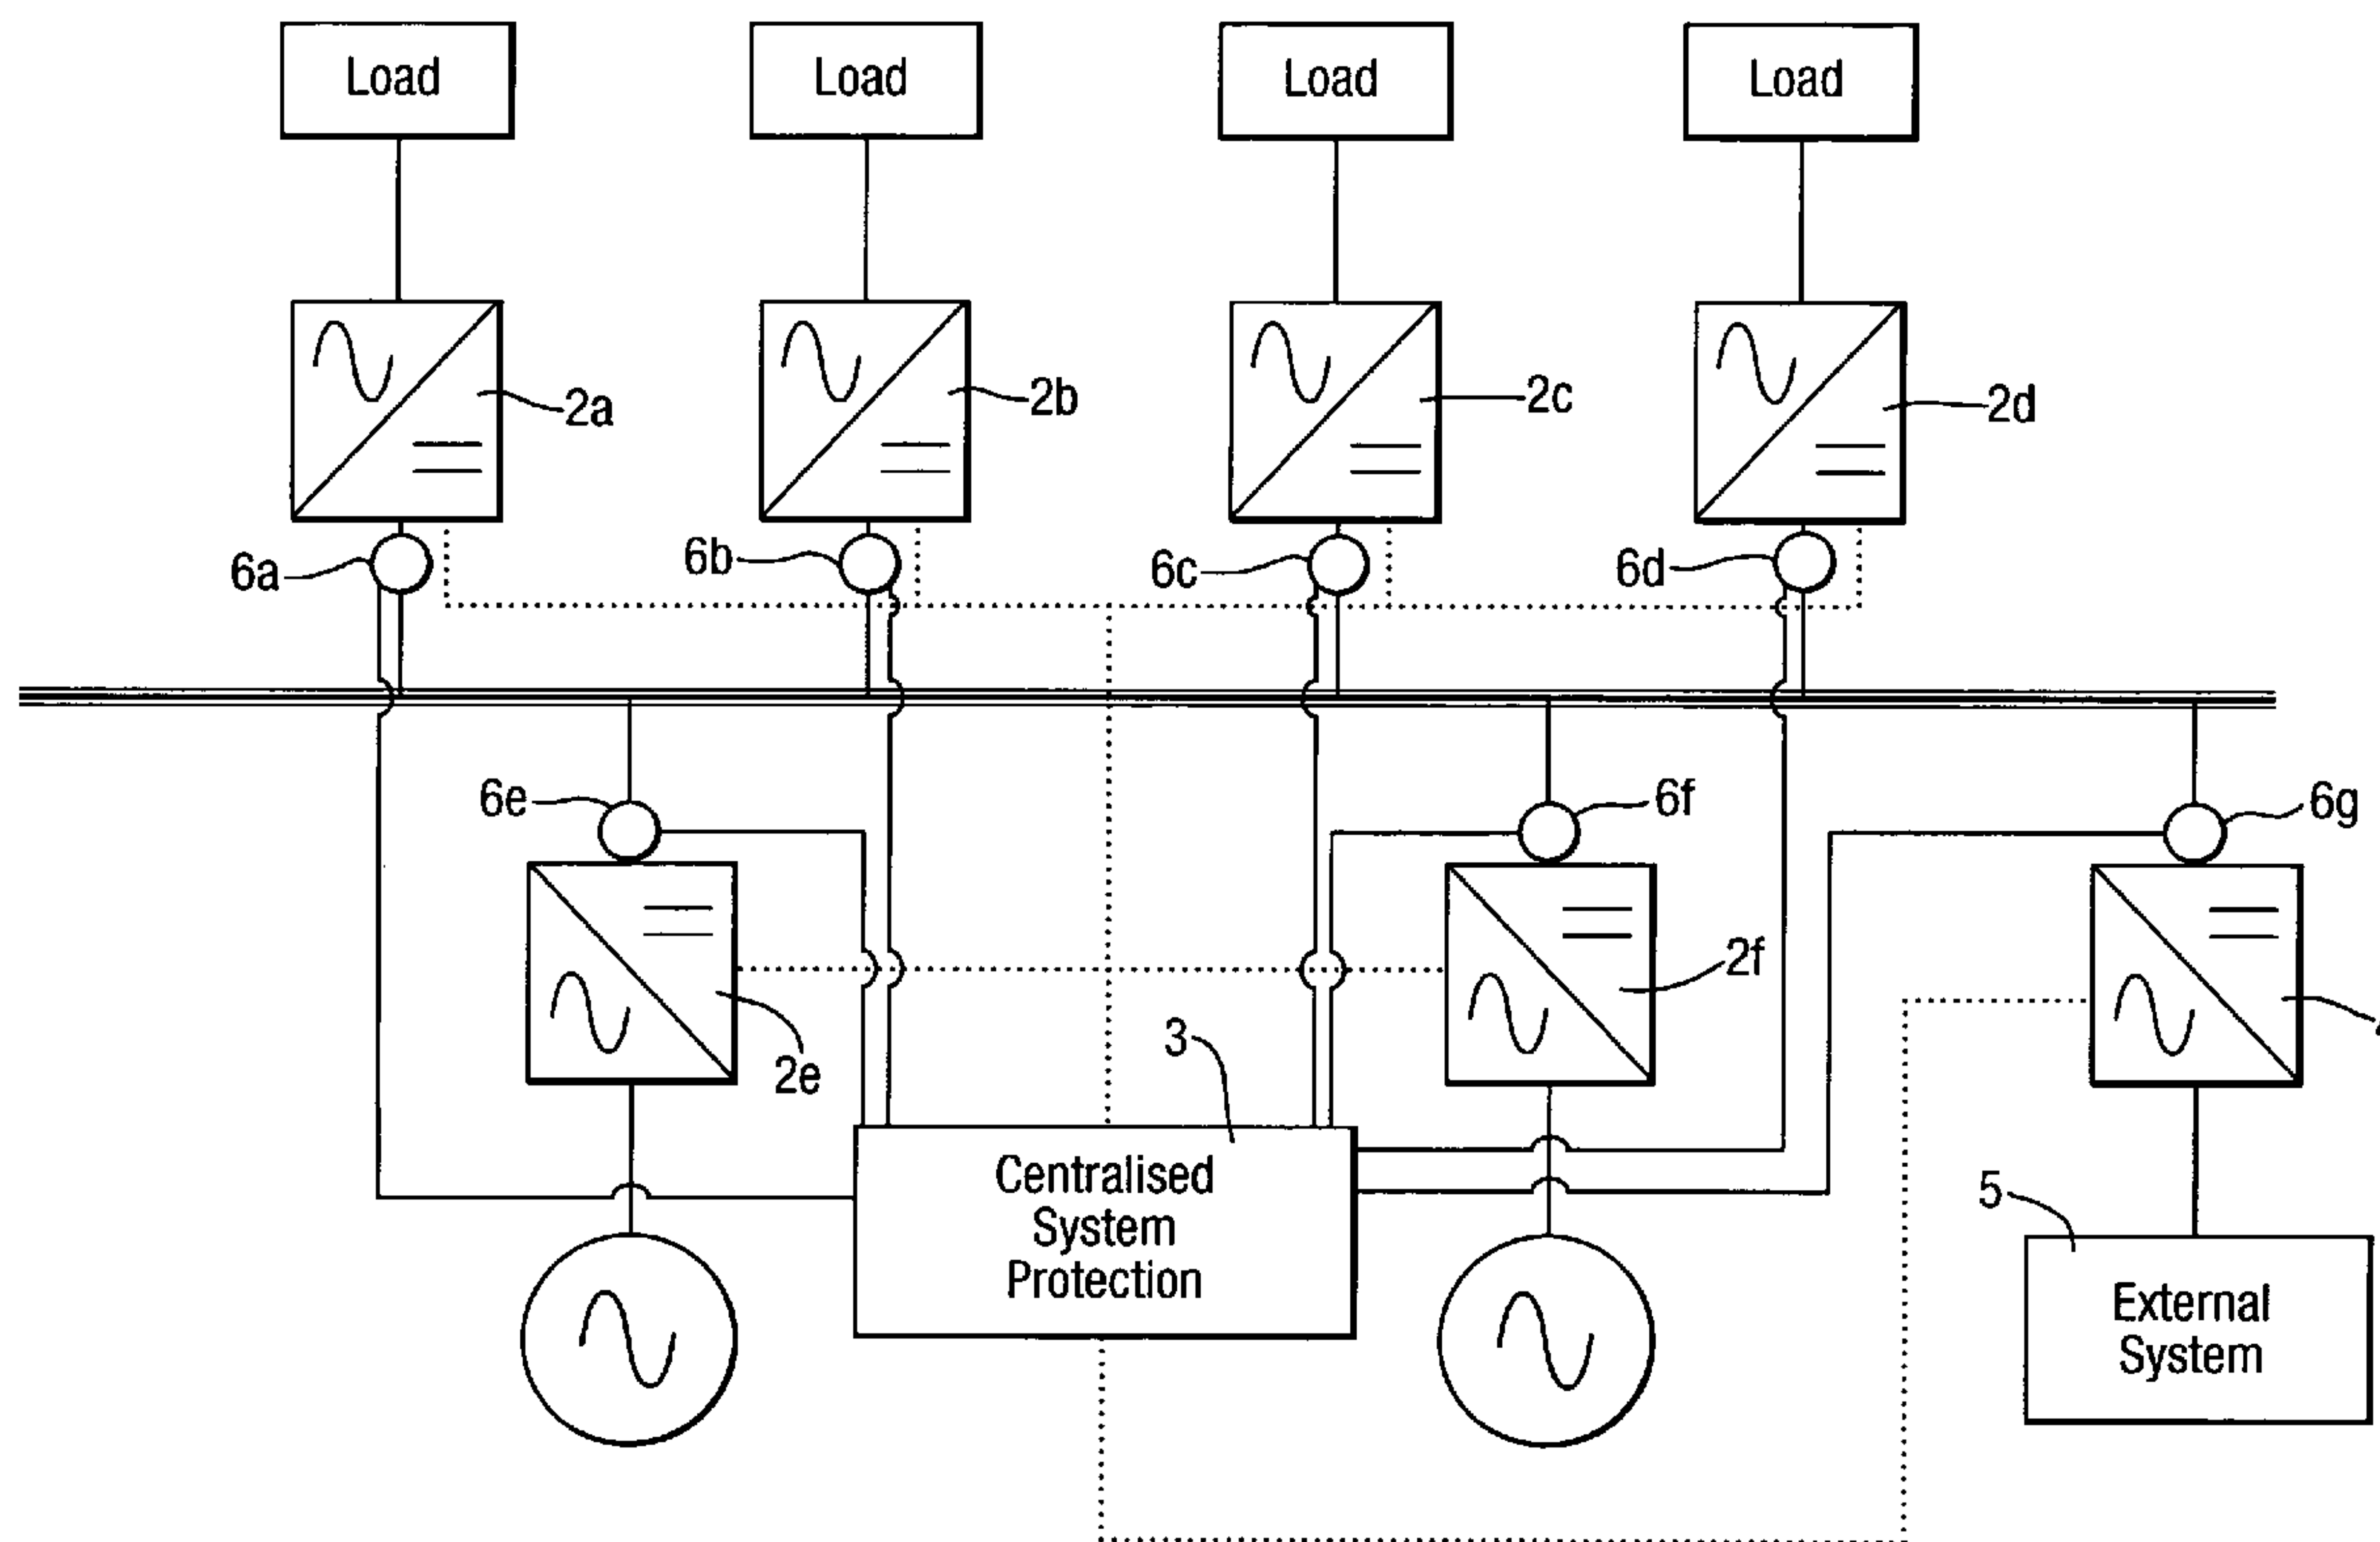 Load
Load
Load
Load
2a
2b
2c
2d
6a
6b
6c
6d
6e
6f
6g
2f
2e
3
5
Centralised
System
Protection
External
System